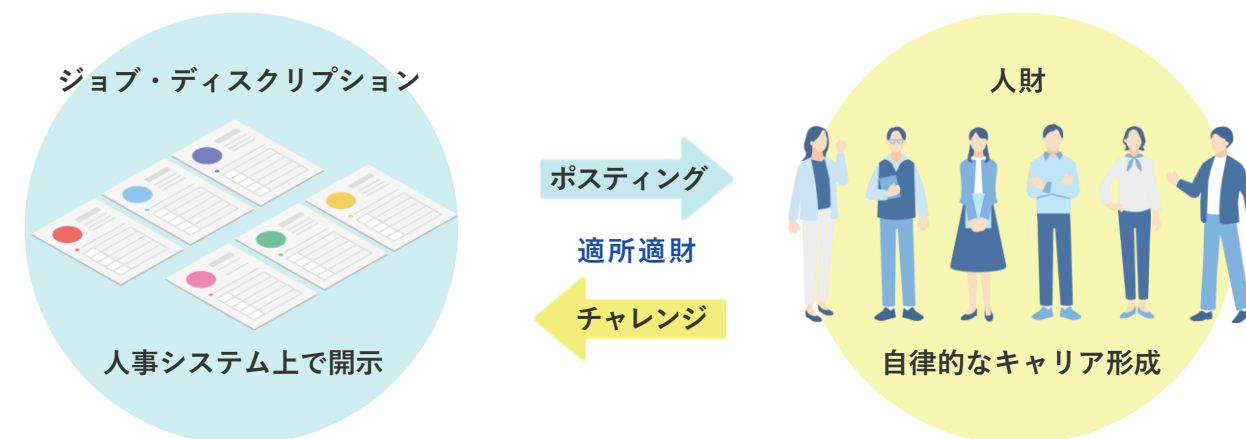 ジョブ・ディスクリプション
人事システム上で開示
ポスティング
適所適財
チャレンジ
人財
自律的なキャリア形成